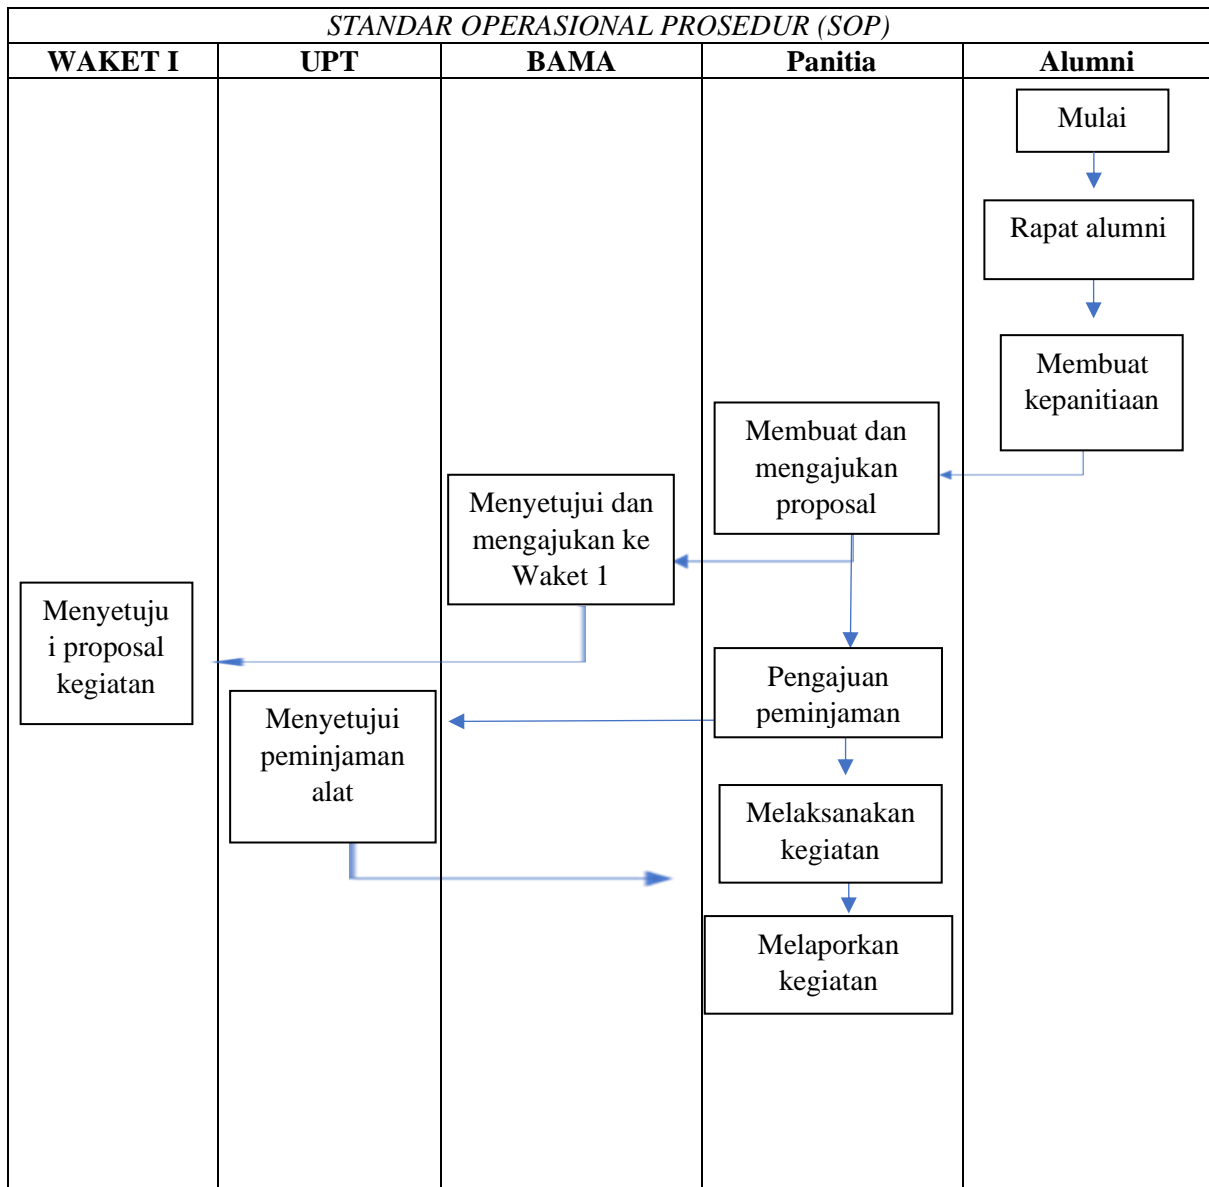 STANDAR OPERASIONAL PROSEDUR (SOP)
WAKET I
UPT
BAMA
Panitia
Alumni
Mulai
Rapat alumni
Membuat
kepanitiaan
Membuat dan
mengajukan
proposal
Menyetujui dan
mengajukan ke
Waket 1
Menyetuju
i proposal
kegiatan
Pengajuan
peminjaman
Menyetujui
peminjaman
alat
Melaksanakan
kegiatan
Melaporkan
kegiatan